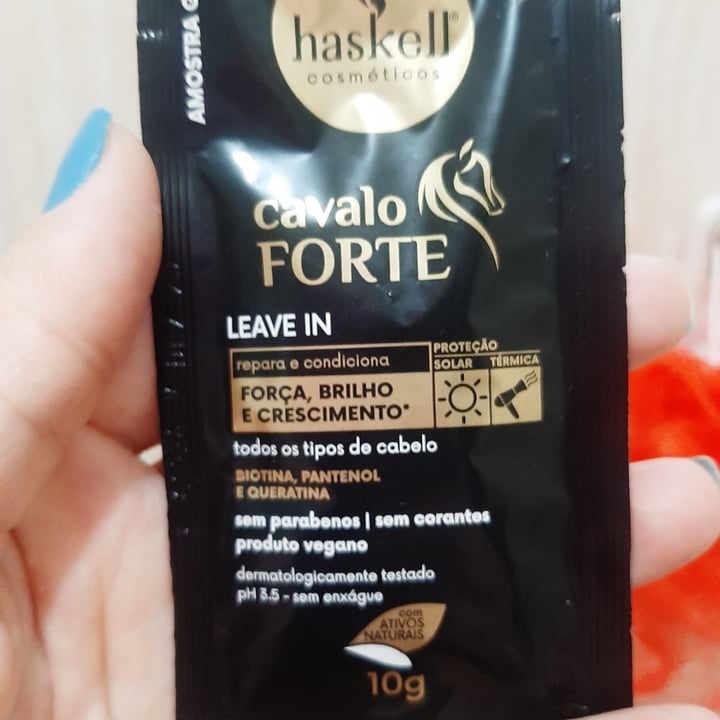 AMOSTRA
haskell®
cosméticos
cavalo
FORTE
LEAVE IN
repara e condiciona
FORÇA, BRILHO
E CRESCIMENTO*
PROTEÇÃO
SOLAR TÉRMICA
todos os tipos de cabelo
BIOTINA, PANTENOL
E QUERATINA
sem parabenos | sem corantes
produto vegano
dermatologicamente testado
pH 3.5 - sem enxágue
com
ATIVOS
NATURAIS
10g